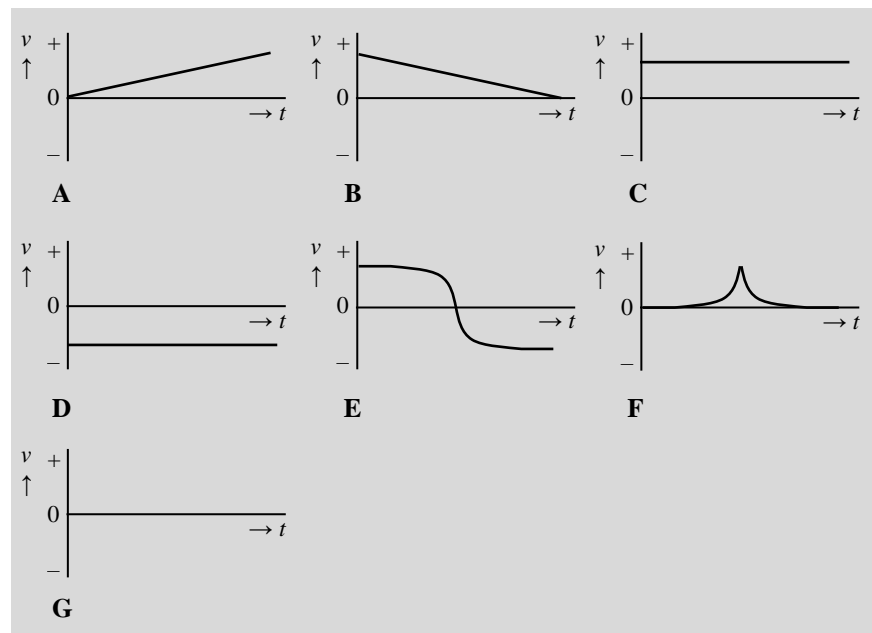 v + v + v +
↑ ↑ ↑
0 0 0
→ t → t → t
– – –
A B C
v + v + v +
↑ ↑ ↑
0 0 0
→ t → t → t
– – –
D E F
v +
↑
0
→ t
–
G